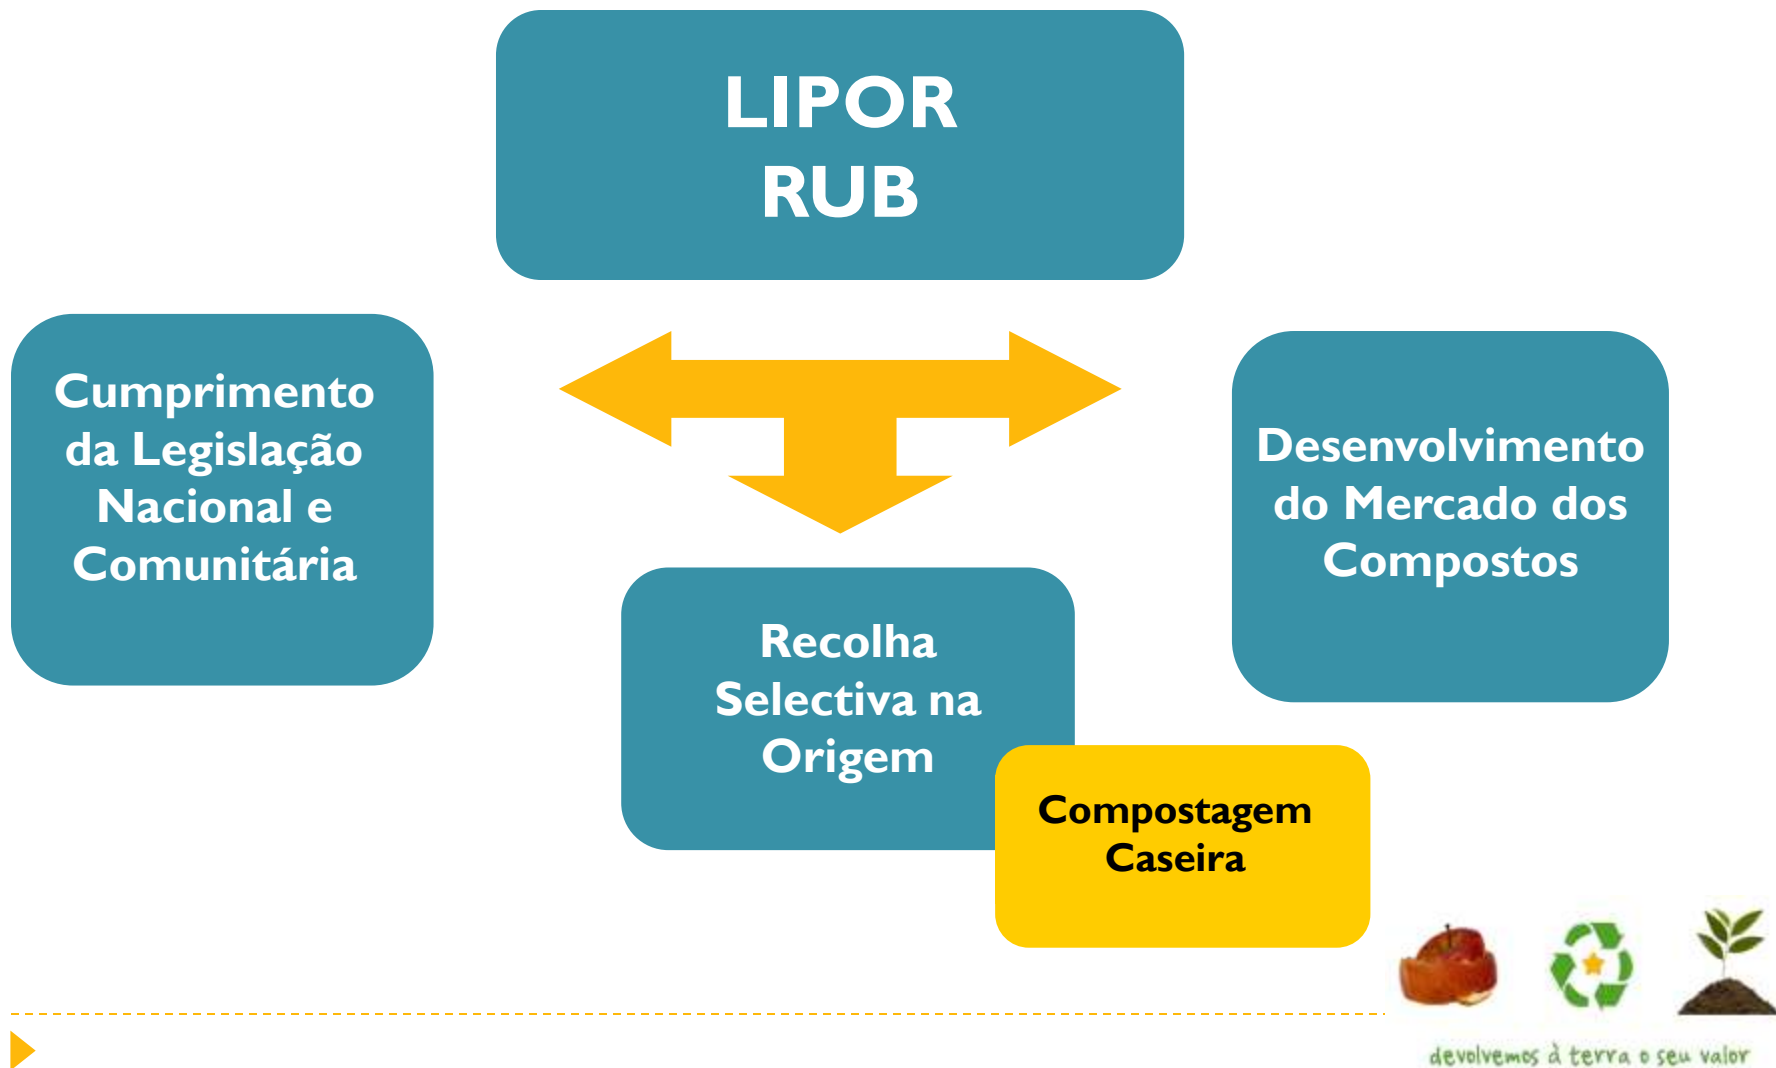 LIPOR
RUB
Cumprimento
da Legislação
Nacional e
Comunitária
Desenvolvimento
do Mercado dos
Compostos
Recolha
Selectiva na
Origem
Compostagem
Caseira
devolvemos à terra o seu valor